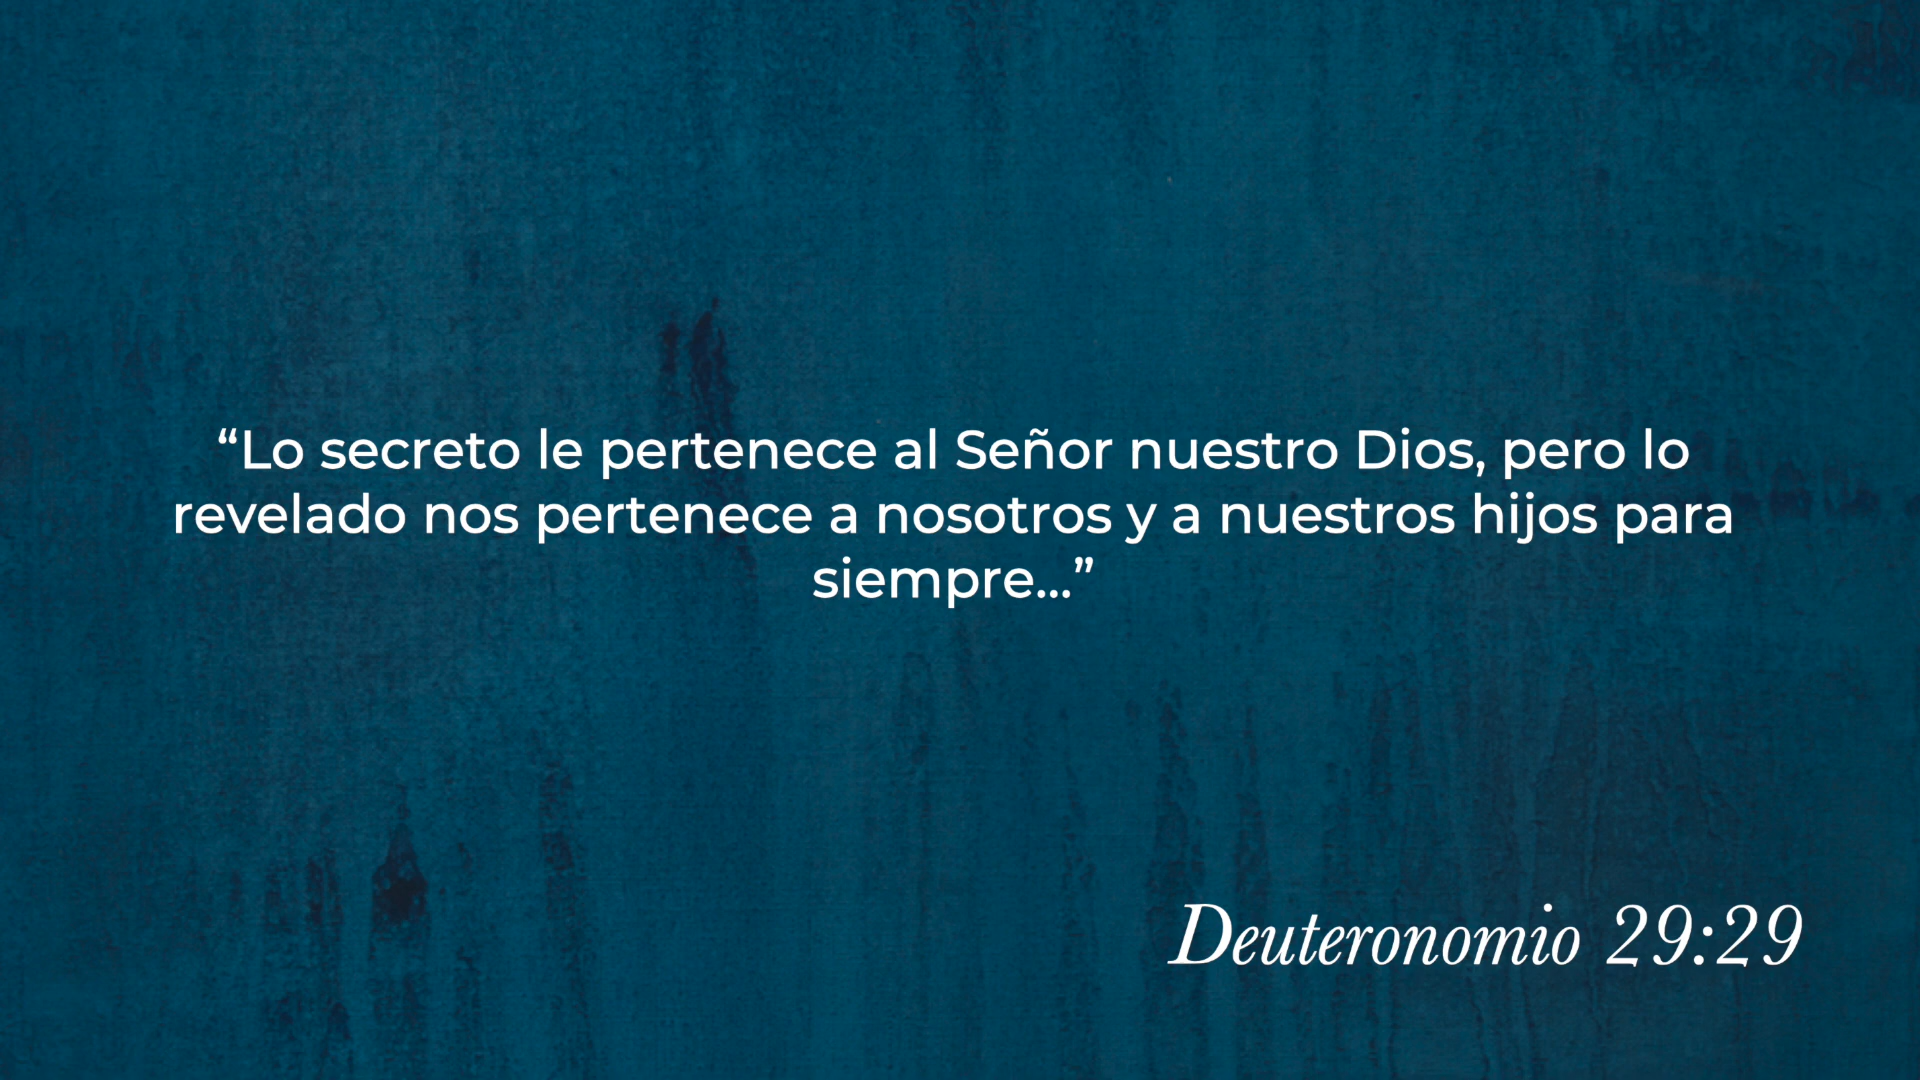 “Lo secreto le pertenece al Señor nuestro Dios, pero lo
revelado nos pertenece a nosotros y a nuestros hijos para
siempre...”
Deuteronomio 29:29